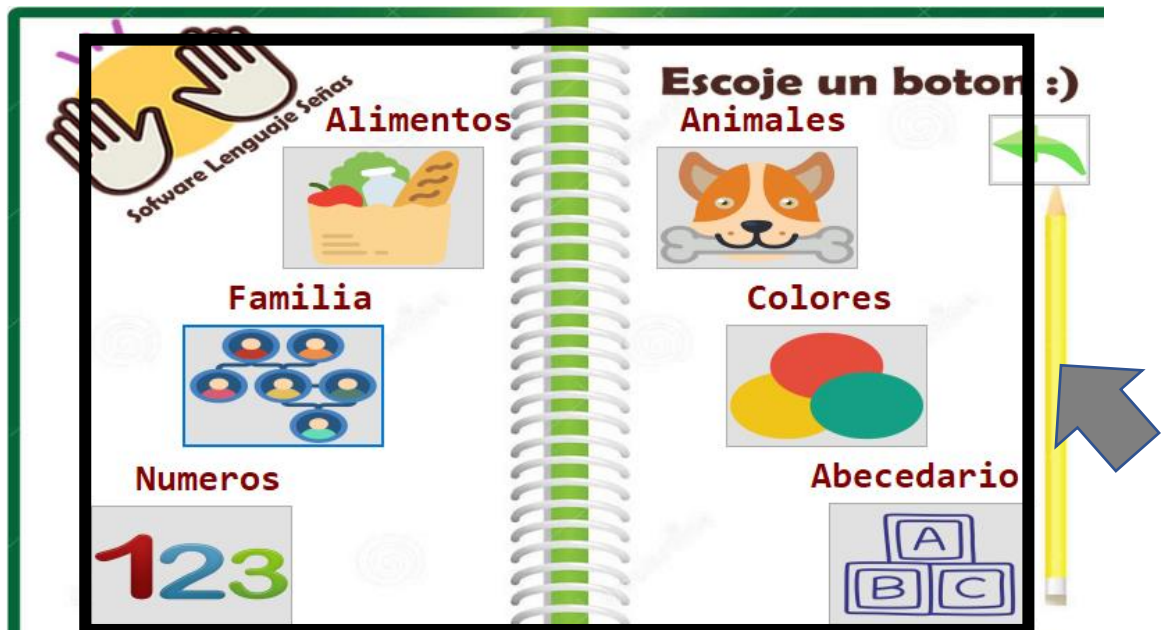 Sofware Lenguaje Señas
Escoje un boton :)
Alimentos
Animales
Familia
Colores
Numeros
123
Abecedario
A
B C